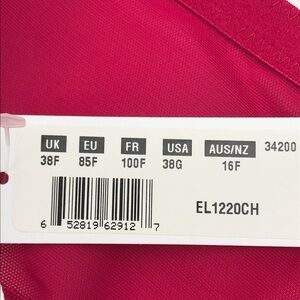 UK EU FR USA AUS/NZ 34200
38F 85F 100F 38G 16F
EL1220CH
6 52819 62912 7